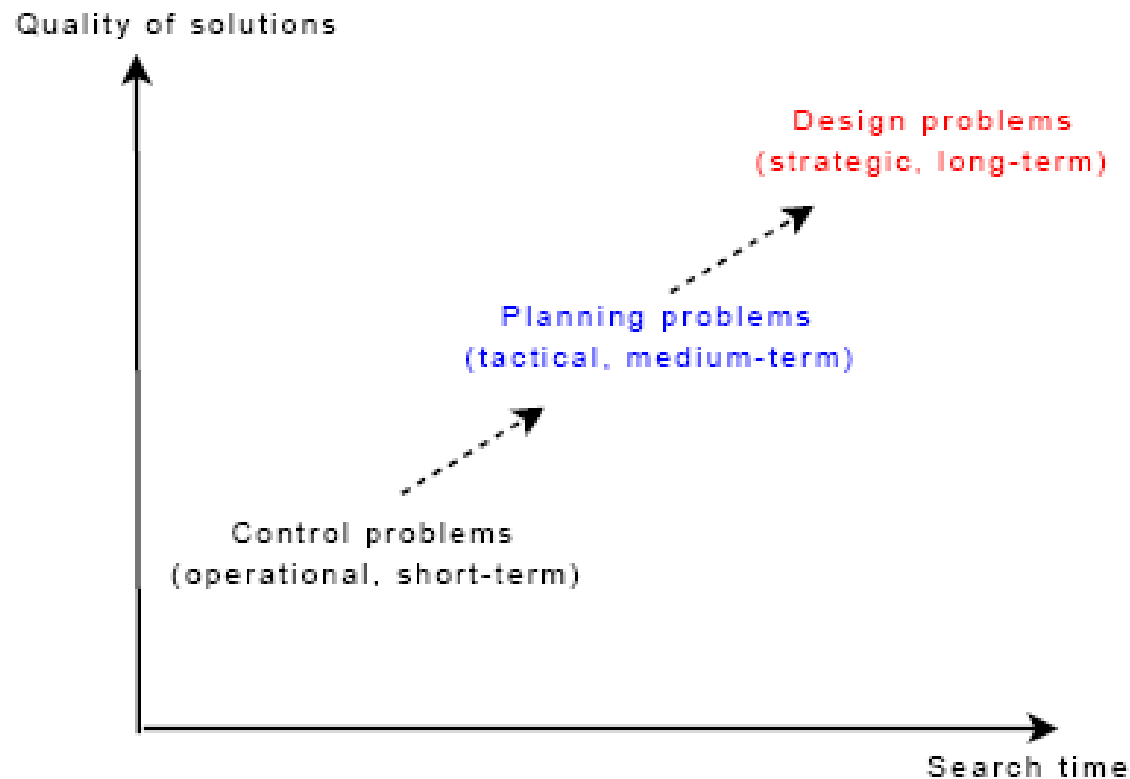 Quality of solutions
Design problems
(strategic, long-term)
Planning problems
(tactical, medium-term)
Control problems
(operational, short-term)
Search time